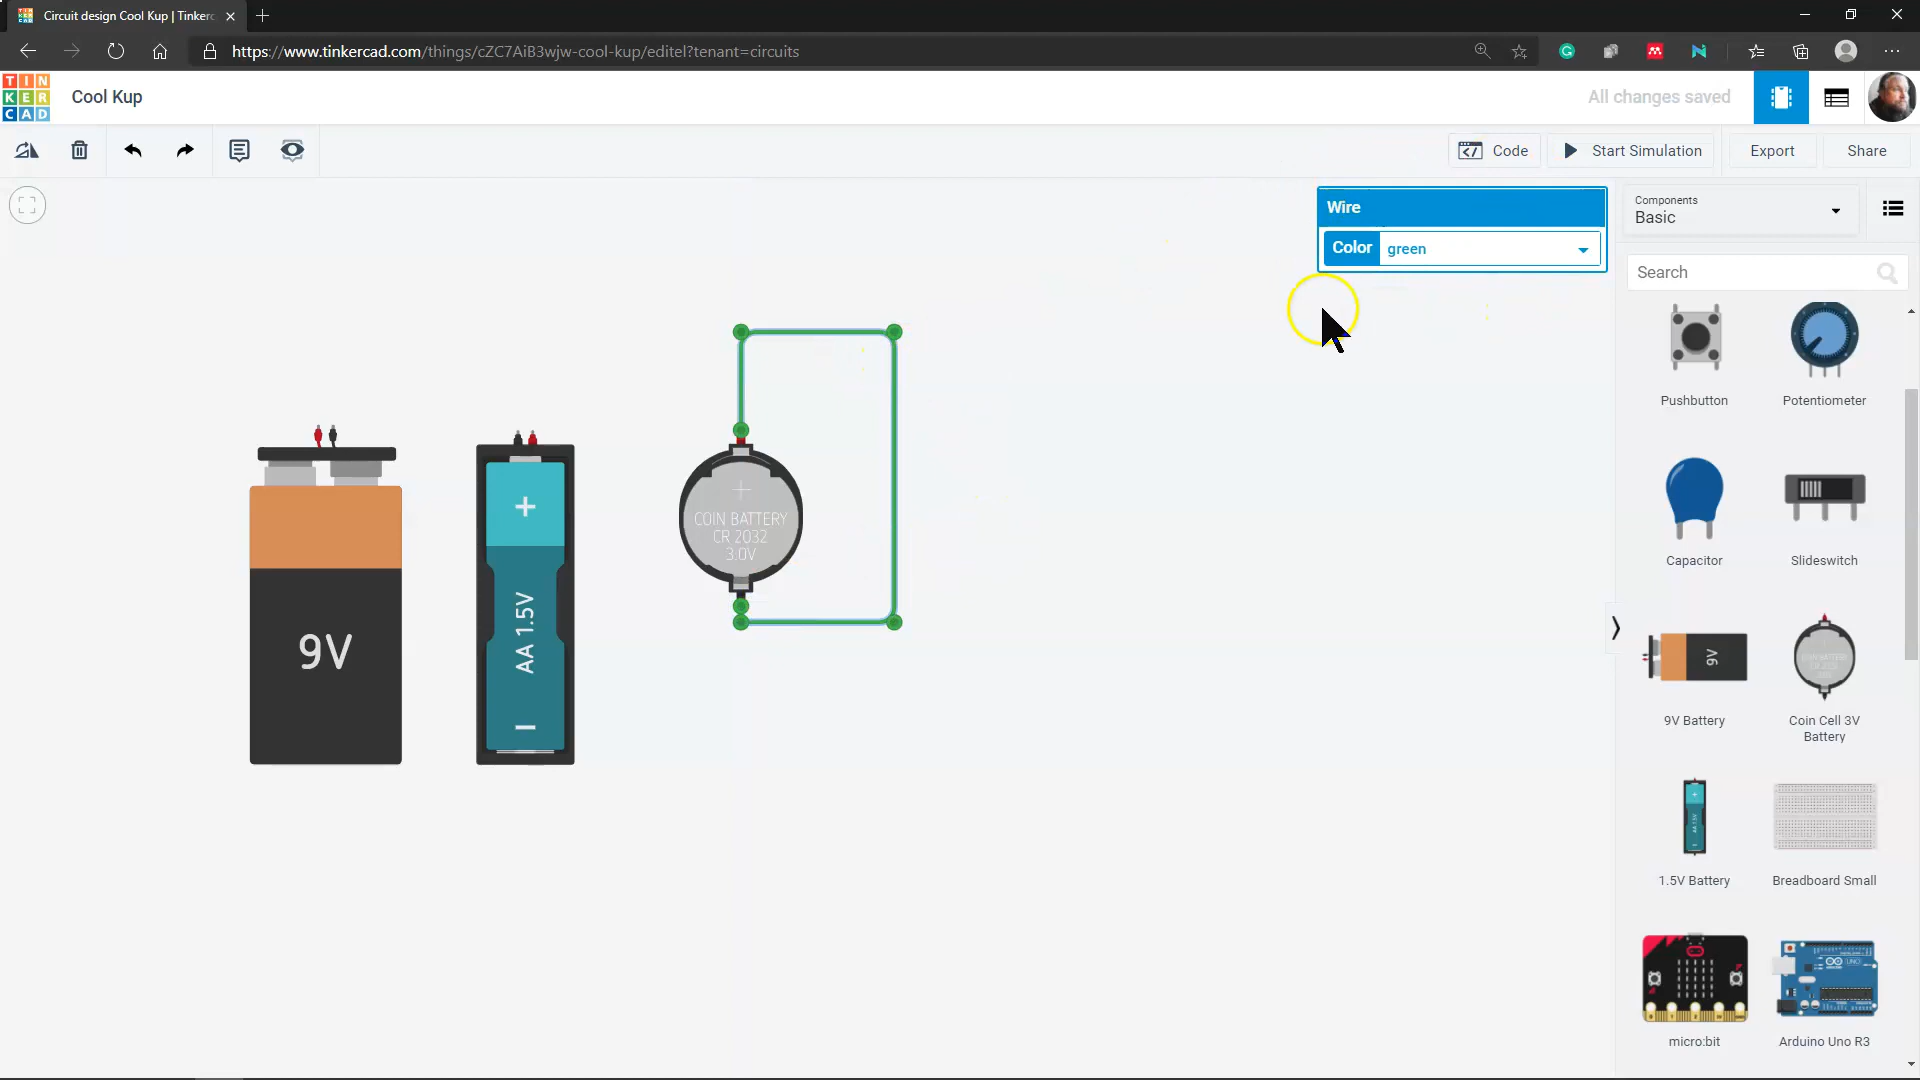 Circuit design Cool Kup | Tinkerc
https://www.tinkercad.com/things/cZC7AiB3wjw-cool-kup/editel?tenant=circuits
TIN
KER
CAD
Cool Kup
All changes saved
Code
Start Simulation
Export
Share
Wire
Color green
Components
Basic
Search
Pushbutton
Potentiometer
Capacitor
Slideswitch
9V
9V Battery
Coin Cell 3V
Battery
1.5V Battery
Breadboard Small
micro:bit
Arduino Uno R3
9V
+
AA 1.5V
–
+
COIN BATTERY
CR 2032
3.0V